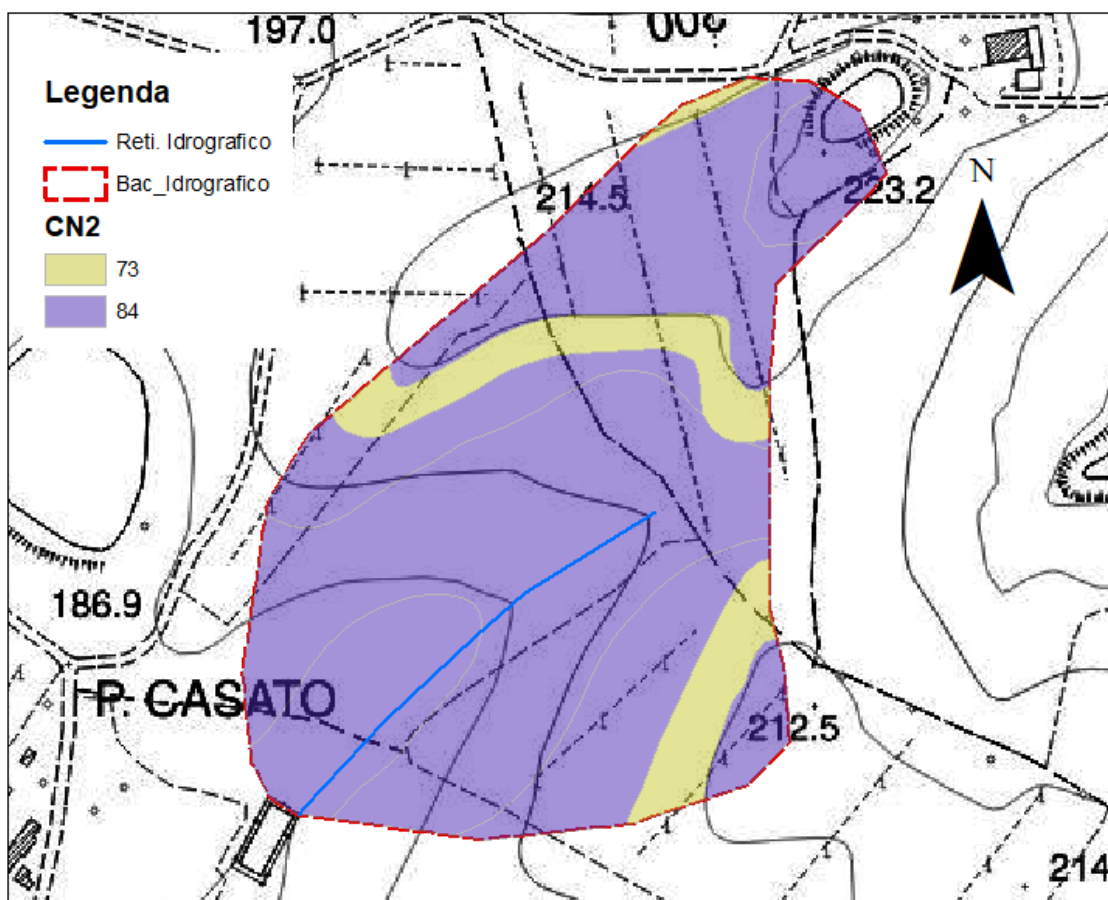 197.0
200
Legenda
Reti. Idrografico
Bac_Idrografico
CN2
73
84
N
214.5
223.2
186.9
P. CASATO
212.5
214